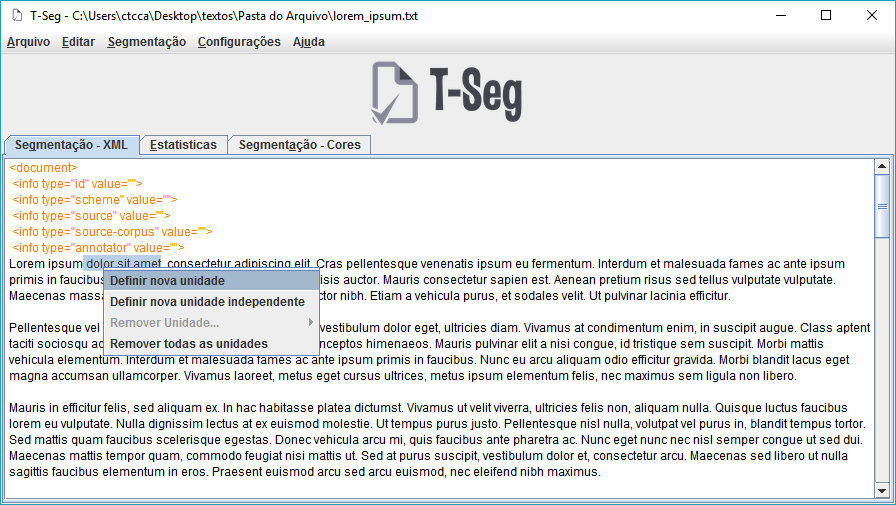 T-Seg - C:\Users\ctcca\Desktop\textos\Pasta do Arquivo\lorem_ipsum.txt
Arquivo Editar Segmentação Configurações Ajuda
T-Seg
Segmentação - XML Estatisticas Segmentação - Cores
<document>
<info type="id" value="">
<info type="scheme" value="">
<info type="source" value="">
<info type="source-corpus" value="">
<info type="annotator" value="">
Lorem ipsum dolor sit amet, consectetur adipiscing elit. Cras pellentesque venenatis ipsum eu fermentum. Interdum et malesuada fames ac ante ipsum
primis in faucibus isis auctor. Mauris consectetur sapien est. Aenean pretium risus sed tellus vulputate vulputate.
Maecenas massa ctor nibh. Etiam a vehicula purus, et sodales velit. Ut pulvinar lacinia efficitur.
Definir nova unidade
Definir nova unidade independente
Remover Unidade...
Remover todas as unidades
Pellentesque vel vestibulum dolor eget, ultricies diam. Vivamus at condimentum enim, in suscipit augue. Class aptent
taciti sociosqu ad nceptos himenaeos. Mauris pulvinar elit a nisi congue, id tristique sem suscipit. Morbi mattis
vehicula elementum. Interdum et malesuada fames ac ante ipsum primis in faucibus. Nunc eu arcu aliquam odio efficitur gravida. Morbi blandit lacus eget
magna accumsan ullamcorper. Vivamus laoreet, metus eget cursus ultrices, metus ipsum elementum felis, nec maximus sem ligula non libero.
Mauris in efficitur felis, sed aliquam ex. In hac habitasse platea dictumst. Vivamus ut velit viverra, ultricies felis non, aliquam nulla. Quisque luctus faucibus
lorem eu vulputate. Nulla dignissim lectus at ex euismod molestie. Ut tempus purus justo. Pellentesque nisl nulla, volutpat vel purus in, blandit tempus tortor.
Sed mattis quam faucibus scelerisque egestas. Donec vehicula arcu mi, quis faucibus ante pharetra ac. Nunc eget nunc nec nisl semper congue ut sed dui.
Maecenas mattis tempor quam, commodo feugiat nisi mattis ut. Sed at purus suscipit, vestibulum dolor et, consectetur arcu. Maecenas sed libero ut nulla
sagittis faucibus elementum in eros. Praesent euismod arcu sed arcu euismod, nec eleifend nibh maximus.